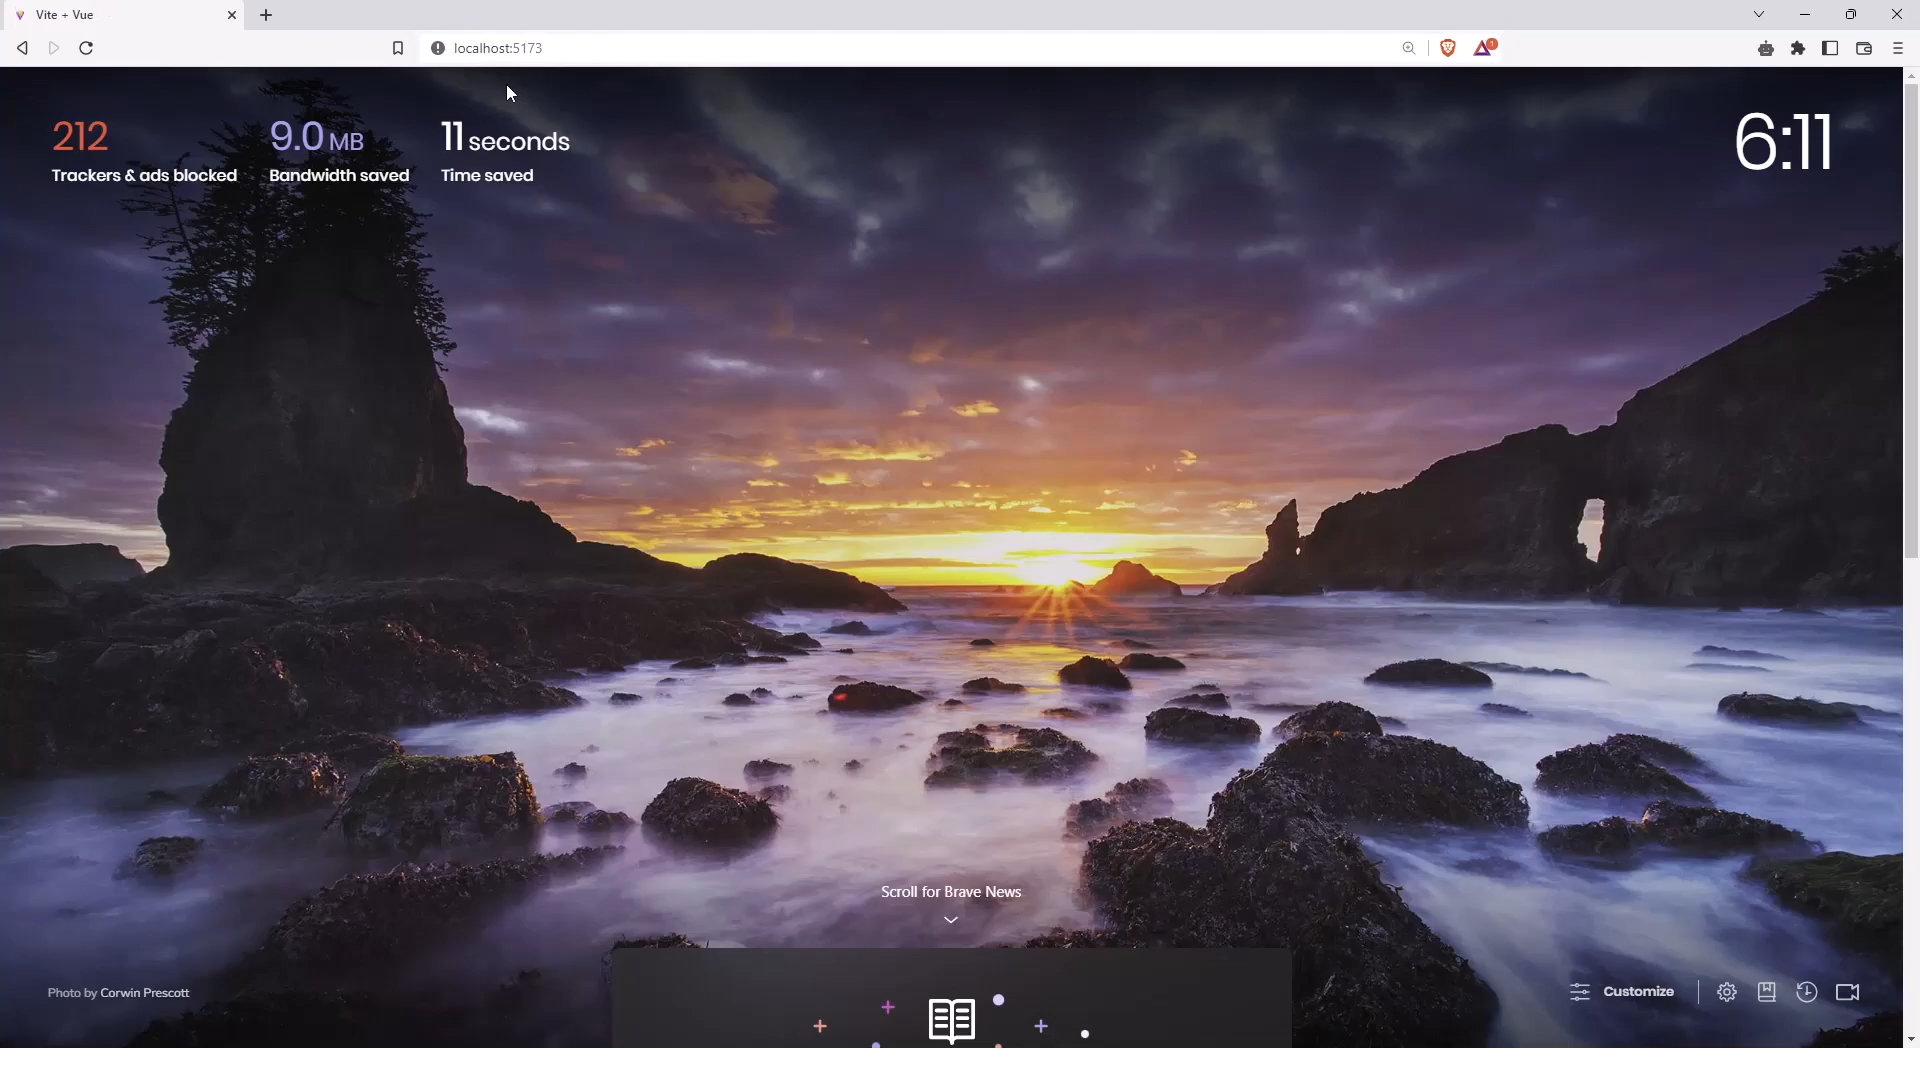 Vite + Vue
localhost:5173
1
212
9.0 MB
11 seconds
6:11
Trackers & ads blocked
Bandwidth saved
Time saved
Scroll for Brave News
Photo by Corwin Prescott
Customize